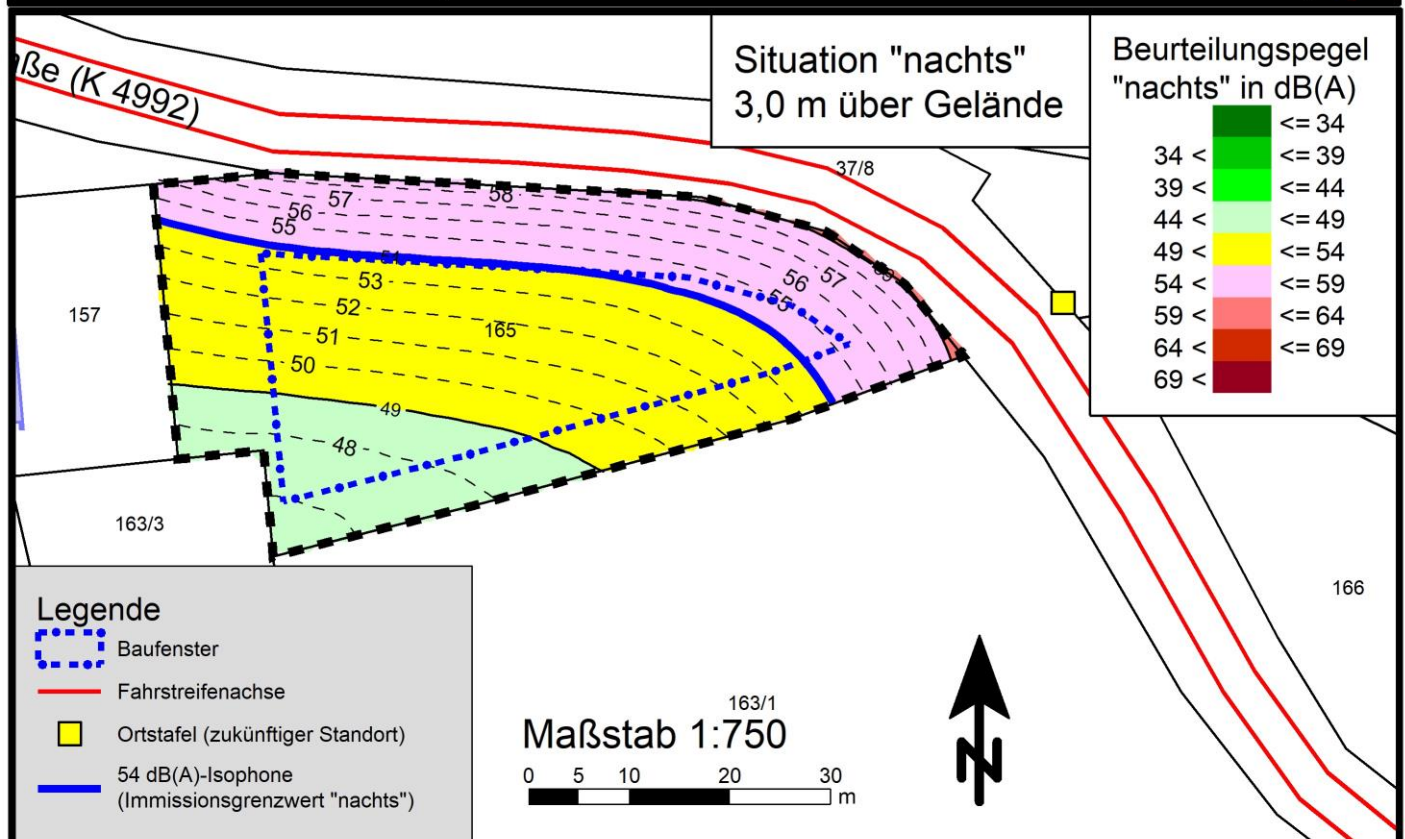 Situation "nachts"
3,0 m über Gelände
Beurteilungspegel
"nachts" in dB(A)
<= 34
34 < <= 39
39 < <= 44
44 < <= 49
49 < <= 54
54 < <= 59
59 < <= 64
64 < <= 69
69 <
aße (K 4992)
37/8
57
58
56
55
54
53
52
51
50
49
48
56
57
55
59
157
165
163/3
166
163/1
Legende
Baufenster
Fahrstreifenachse
Ortstafel (zukünftiger Standort)
54 dB(A)-Isophone
(Immissionsgrenzwert "nachts")
Maßstab 1:750
0 5 10 20 30
m
N